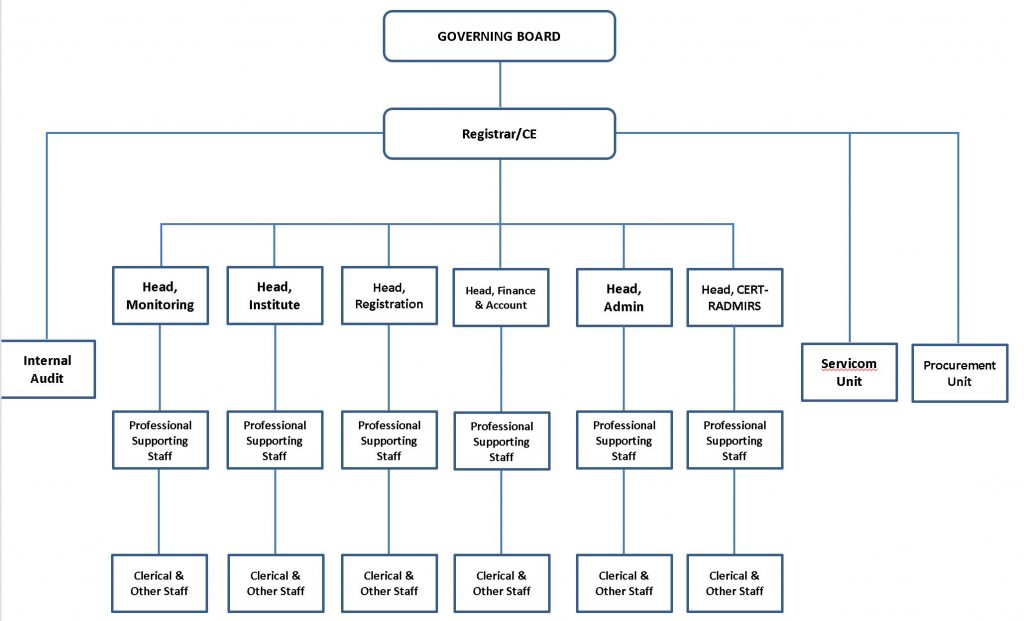 GOVERNING BOARD
Registrar/CE
Head,
Monitoring
Head,
Institute
Head,
Registration
Head, Finance
& Account
Head,
Admin
Head, CERT-
RADMIRS
Internal
Audit
Servicom
Unit
Procurement
Unit
Professional
Supporting
Staff
Professional
Supporting
Staff
Professional
Supporting
Staff
Professional
Supporting
Staff
Professional
Supporting
Staff
Professional
Supporting
Staff
Clerical &
Other Staff
Clerical &
Other Staff
Clerical &
Other Staff
Clerical &
Other Staff
Clerical &
Other Staff
Clerical &
Other Staff